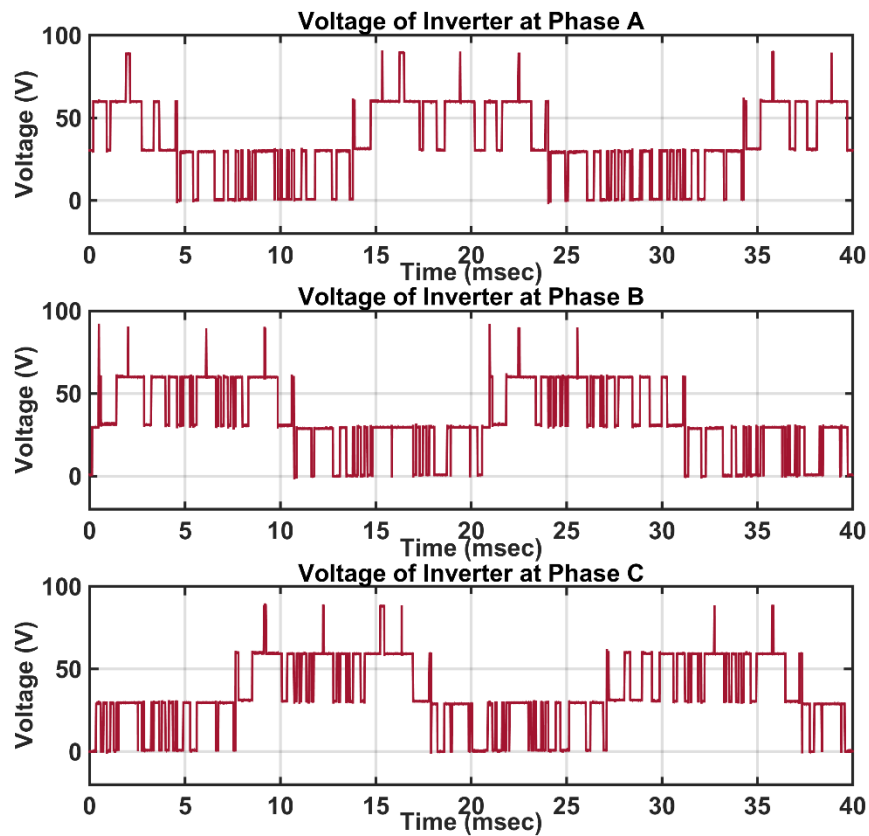 Voltage of Inverter at Phase A
100
50
0
Voltage (V)
0 5 10 15 20 25 30 35 40
Time (msec)
Voltage of Inverter at Phase B
100
50
0
Voltage (V)
0 5 10 15 20 25 30 35 40
Time (msec)
Voltage of Inverter at Phase C
100
50
0
Voltage (V)
0 5 10 15 20 25 30 35 40
Time (msec)